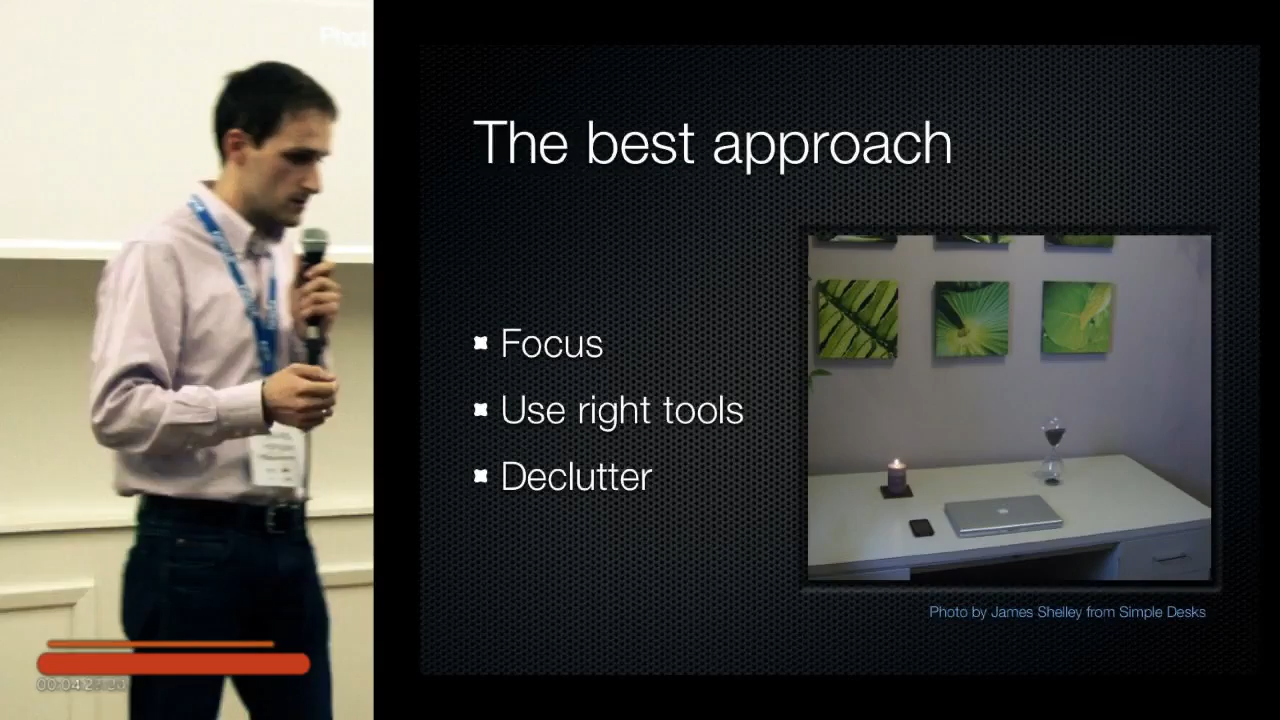 The best approach
Focus
Use right tools
Declutter
Photo by James Shelley from Simple Desks